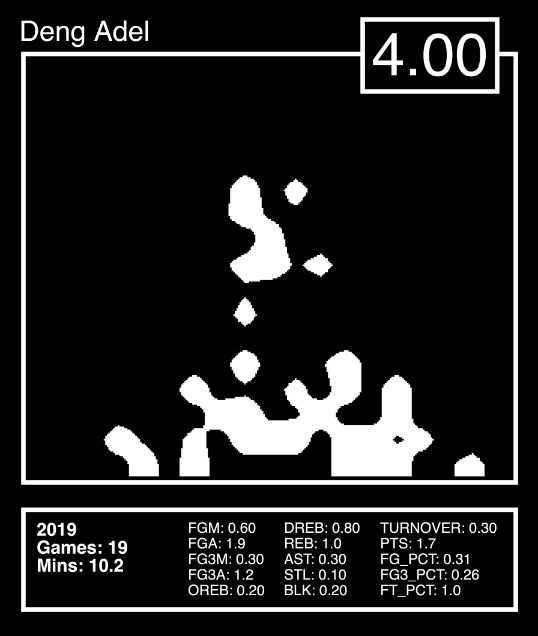 Deng Adel
4.00
2019
Games: 19
Mins: 10.2
FGM: 0.60
FGA: 1.9
FG3M: 0.30
FG3A: 1.2
OREB: 0.20
DREB: 0.80
REB: 1.0
AST: 0.30
STL: 0.10
BLK: 0.20
TURNOVER: 0.30
PTS: 1.7
FG_PCT: 0.31
FG3_PCT: 0.26
FT_PCT: 1.0